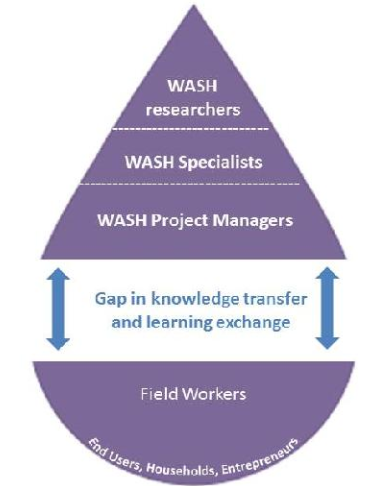 WASH
researchers
WASH Specialists
WASH Project Managers
Gap in knowledge transfer
and learning exchange
Field Workers
End Users, Households, Entrepreneurs